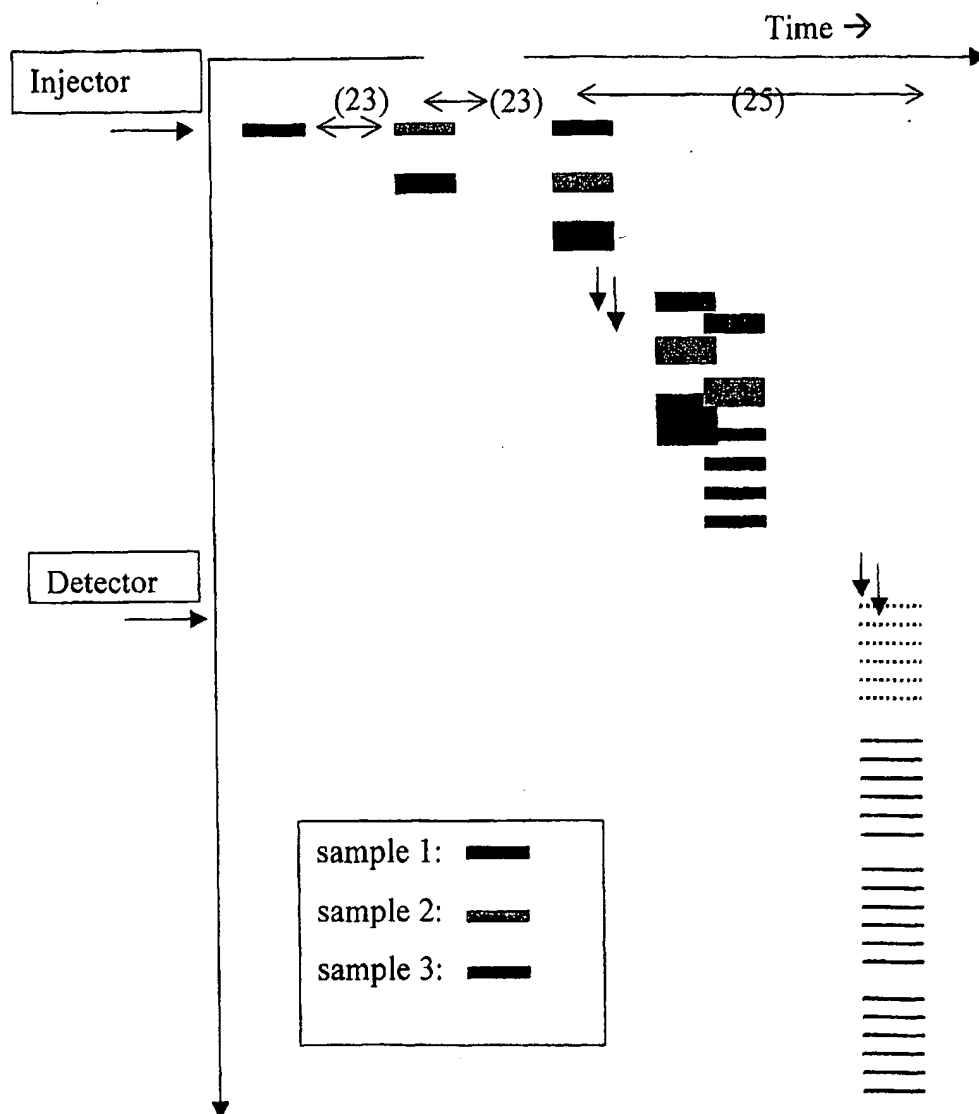 Time →
Injector
(23)
(23)
(25)
Detector
sample 1:
sample 2:
sample 3: